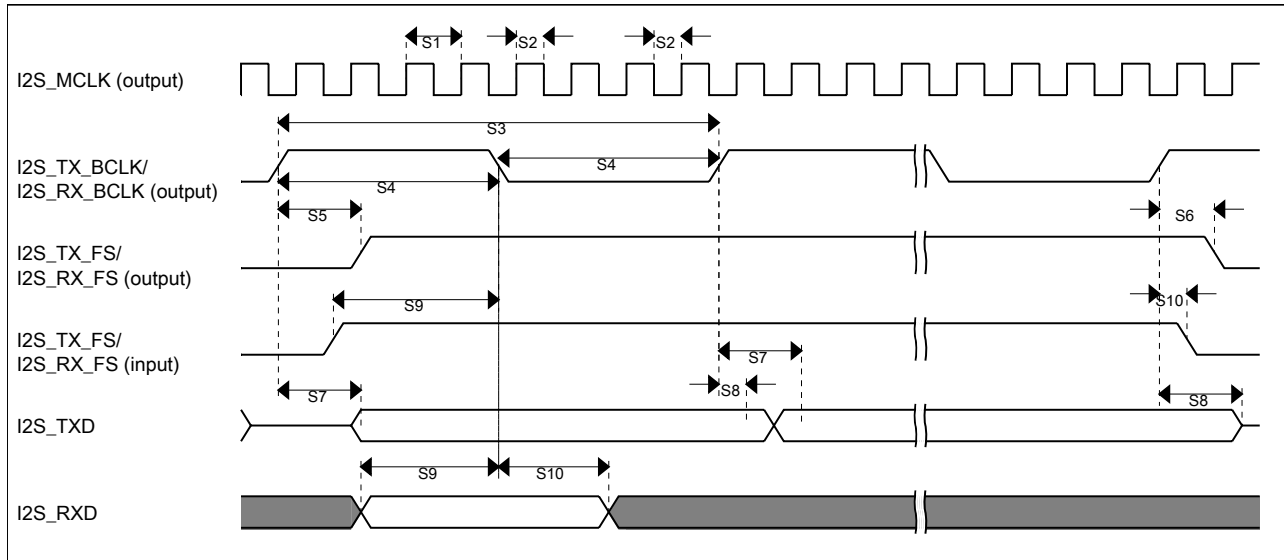 S1 S2 S2
I2S_MCLK (output)
S3
I2S_TX_BCLK/
I2S_RX_BCLK (output)
S4
S4
S5
S6
I2S_TX_FS/
I2S_RX_FS (output)
S9
S10
I2S_TX_FS/
I2S_RX_FS (input)
S7
S7
S8
S8
I2S_TXD
S9 S10
I2S_RXD